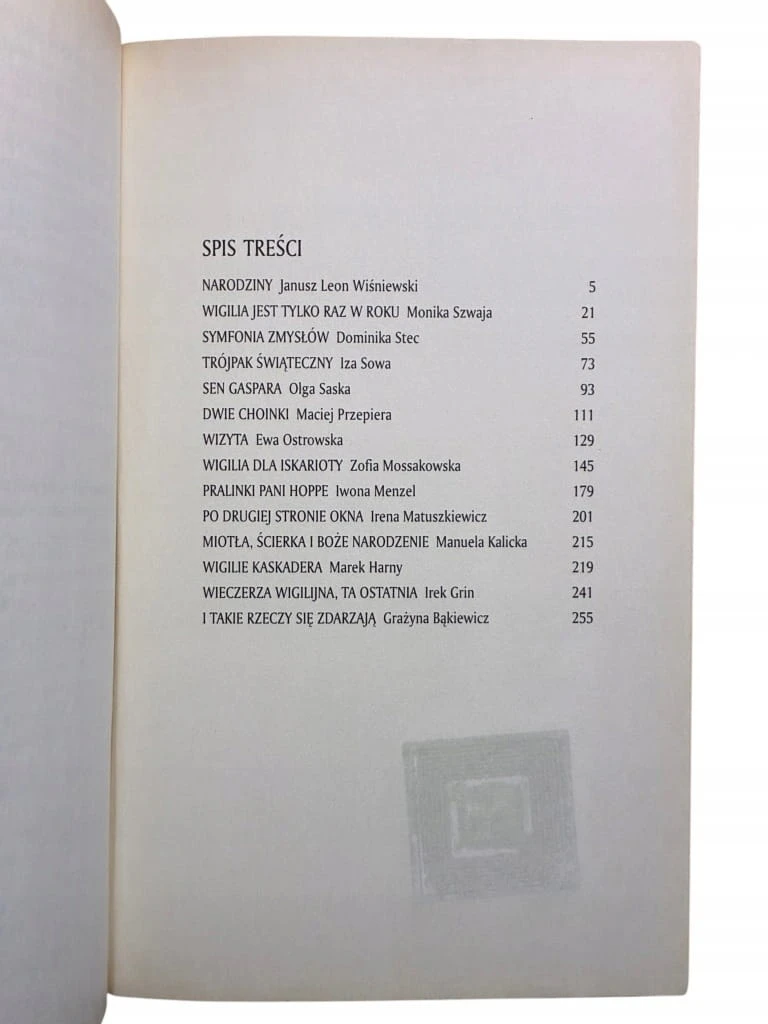 SPIS TREŚCI
NARODZINY Janusz Leon Wiśniewski 5
WIGILIA JEST TYLKO RAZ W ROKU Monika Szwaja 21
SYMFONIA ZMYSŁÓW Dominika Stec 55
TRÓJPAK ŚWIĄTECZNY Iza Sowa 73
SEN GASPARA Olga Saska 93
DWIE CHOINKI Maciej Przepiera 111
WIZYTA Ewa Ostrowska 129
WIGILIA DLA ISKARIOTY Zofia Mossakowska 145
PRALINKI PANI HOPPE Iwona Menzel 179
PO DRUGIEJ STRONIE OKNA Irena Matuszkiewicz 201
MIOTŁA, ŚCIERKA I BOŻE NARODZENIE Manuela Kalicka 215
WIGILIE KASKADERA Marek Harny 219
WIECZERZA WIGILIJNA, TA OSTATNIA Irek Grin 241
I TAKIE RZECZY SIĘ ZDARZAJĄ Grażyna Bąkiewicz 255